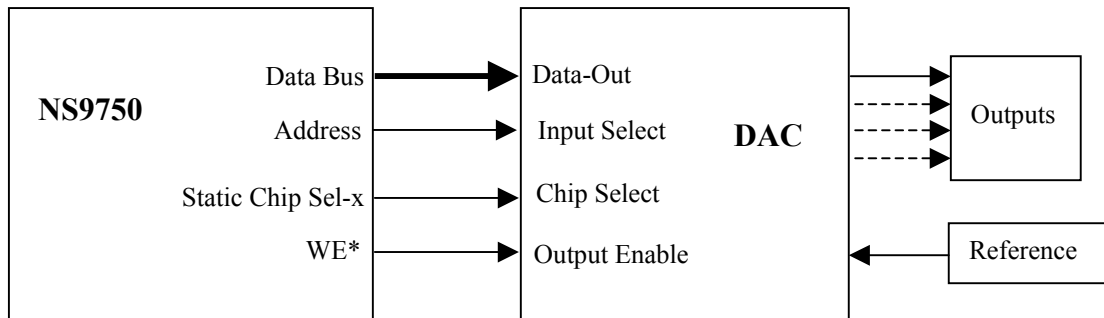 NS9750
Data Bus
Address
Static Chip Sel-x
WE*
Data-Out
Input Select
Chip Select
Output Enable
DAC
Outputs
Reference